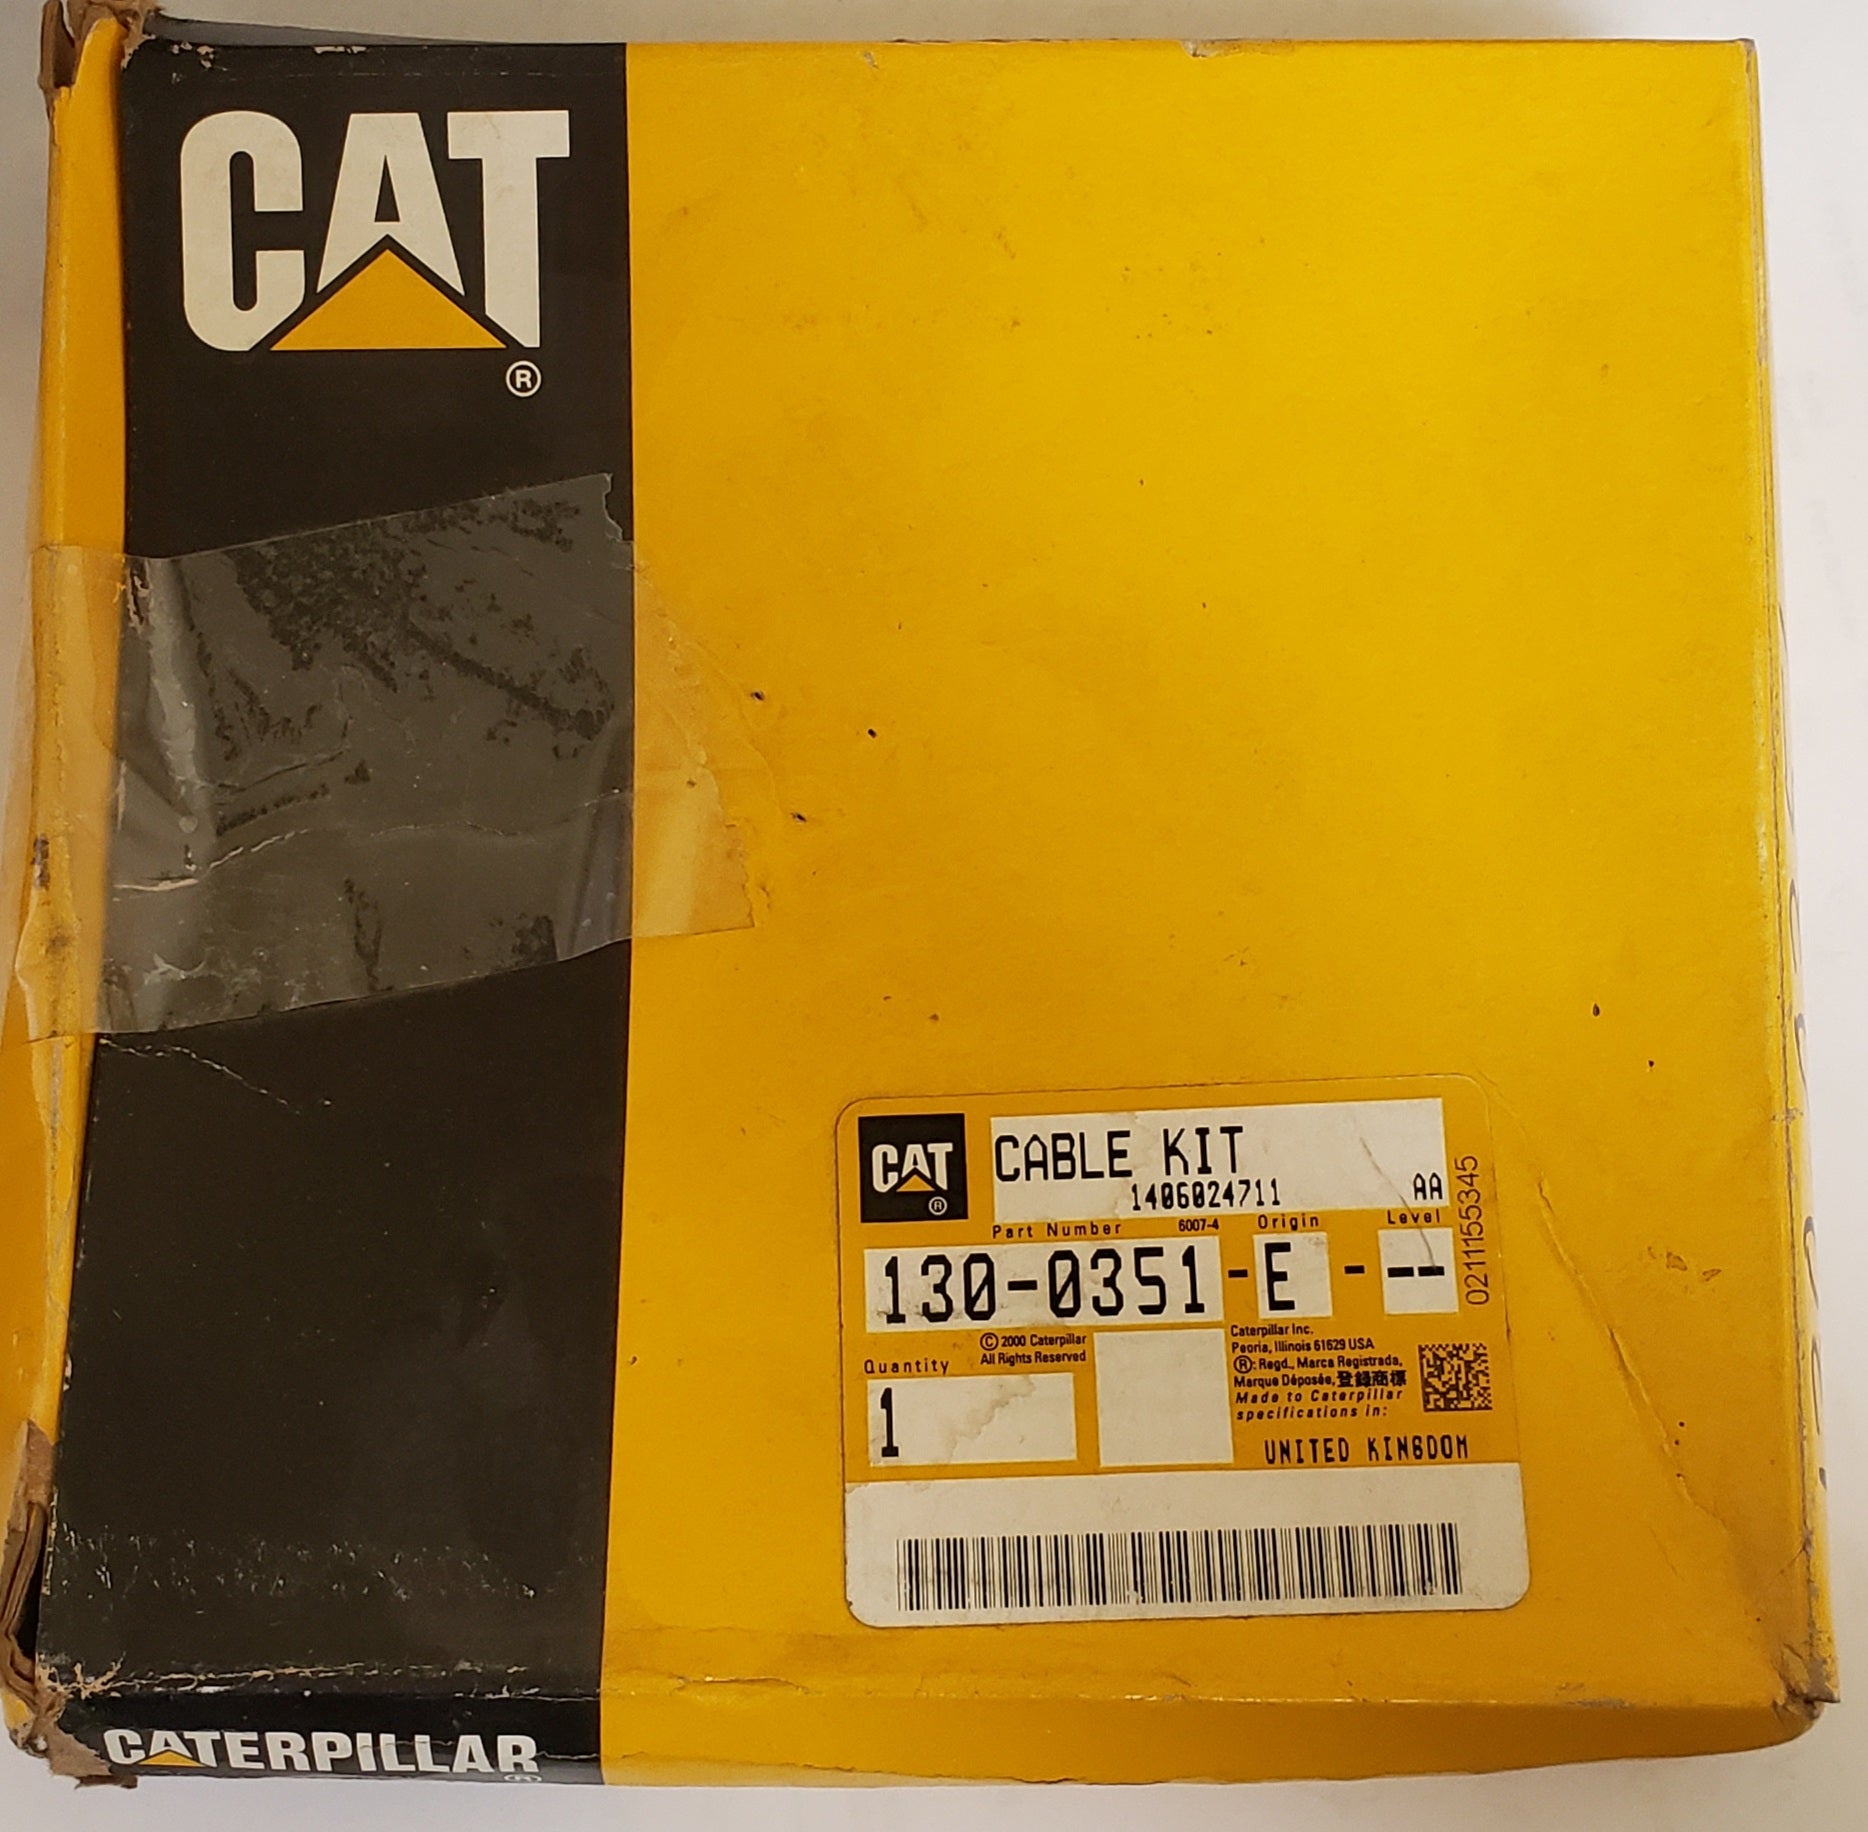 CAT
®
CAT
®
CABLE KIT
1406024711 AA
Part Number 6007-4 Origin Level
130-0351-E---
021155345
© 2000 Caterpillar
All Rights Reserved
Quantity
1
Caterpillar Inc.
Peoria, Illinois 61629 USA
®: Regd., Marca Registrada,
Marque Déposée, 登録商標
Made to Caterpillar
specifications in:
UNITED KINGDOM
CATERPILLAR
®